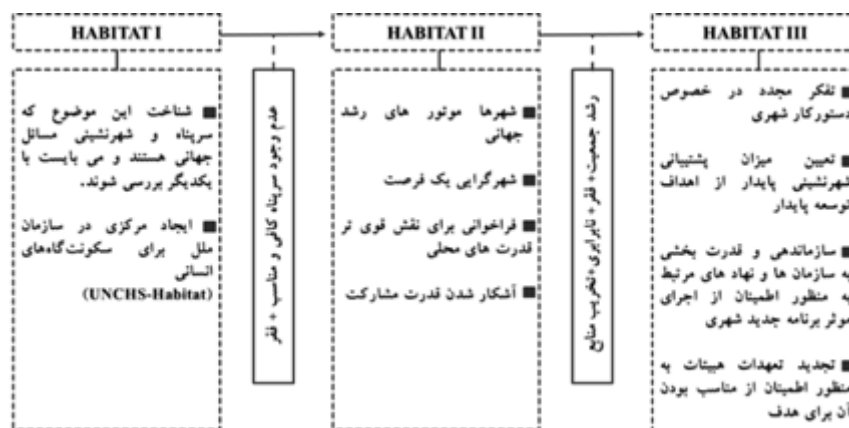 HABITAT I
شناخت این موضوع که
سرپناه و شهرنشینی مسائل
جهانی هستند و می بایست با
یکدیگر بررسی شوند.
ایجاد مرکزی در سازمان
ملل برای سکونت‌گاه‌های
انسانی
(UNCHS-Habitat)
عدم وجود سرپناه کافی و مناسب + فقر
HABITAT II
شهرها موتور های رشد
جهانی
شهرگرایی یک فرصت
فراخوانی برای نقش قوی تر
قدرت های محلی
آشکار شدن قدرت مشارکت
رشد جمعیت + فقر + نابرابری + تخریب منابع
HABITAT III
تفکر مجدد در خصوص
دستورکار شهری
تعیین میزان پشتیبانی
شهرنشینی پایدار از اهداف
توسعه پایدار
سازماندهی و قدرت بخشی
به سازمان ها و نهاد های مرتبط
به منظور اطمینان از اجرای
موثر برنامه جدید شهری
تجدید تعهدات هبیتات به
منظور اطمینان از مناسب بودن
آن برای هدف